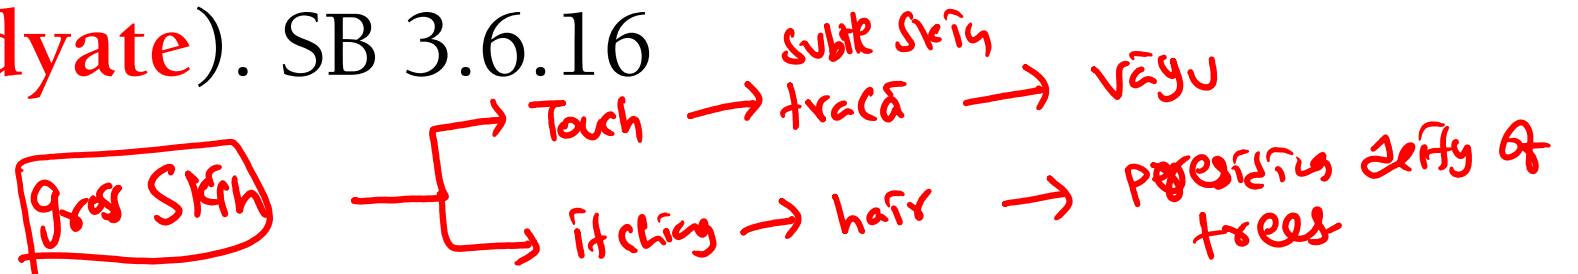 dyate). SB 3.6.16
subtle skin
Touch → tvacā → vāyu
gross skin
itching → hair → presiding deity of
trees